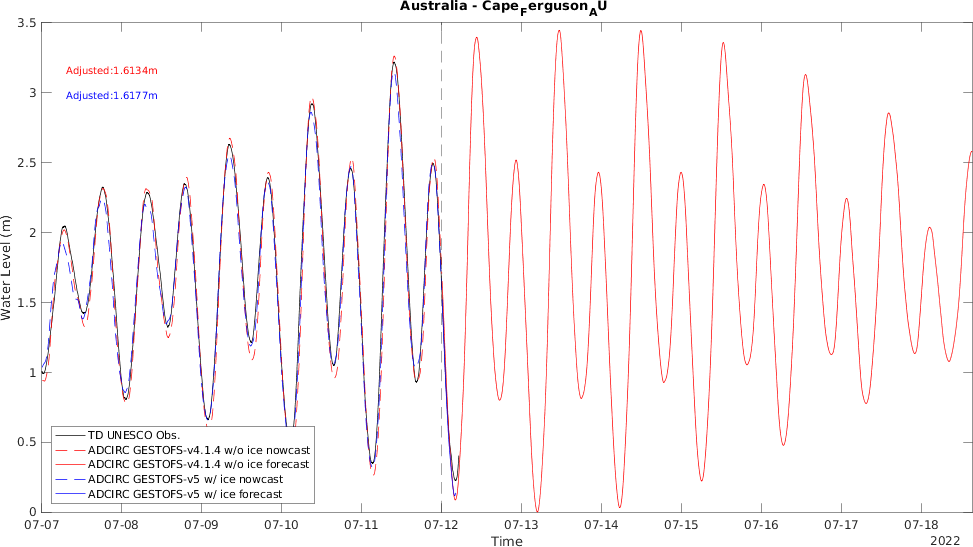 Australia - Cape_Ferguson_AU
3.5
3
2.5
2
1.5
1
0.5
0
Water Level (m)
Adjusted:1.6134m
Adjusted:1.6177m
TD UNESCO Obs.
ADCIRC GESTOFS-v4.1.4 w/o ice nowcast
ADCIRC GESTOFS-v4.1.4 w/o ice forecast
ADCIRC GESTOFS-v5 w/ ice nowcast
ADCIRC GESTOFS-v5 w/ ice forecast
07-07 07-08 07-09 07-10 07-11 07-12 07-13 07-14 07-15 07-16 07-17 07-18
Time
2022